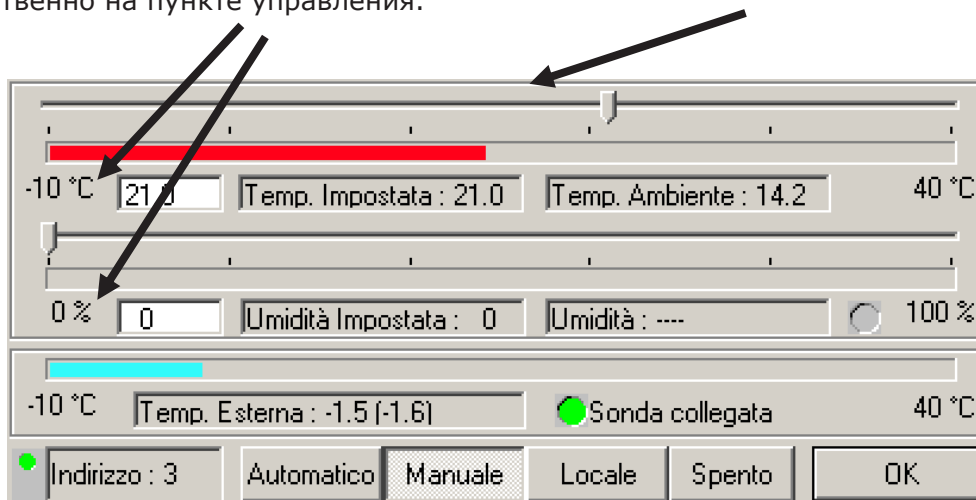 твенно на пункте управления.
-10 °C 21.0 Temp. Impostata : 21.0 Temp. Ambiente : 14.2 40 °C
0 % 0 Umidità Impostata : 0 Umidità : ---- 100 %
-10 °C Temp. Esterna : -1.5 (-1.6) Sonda collegata 40 °C
Indirizzo : 3 Automatico Manuale Locale Spento OK